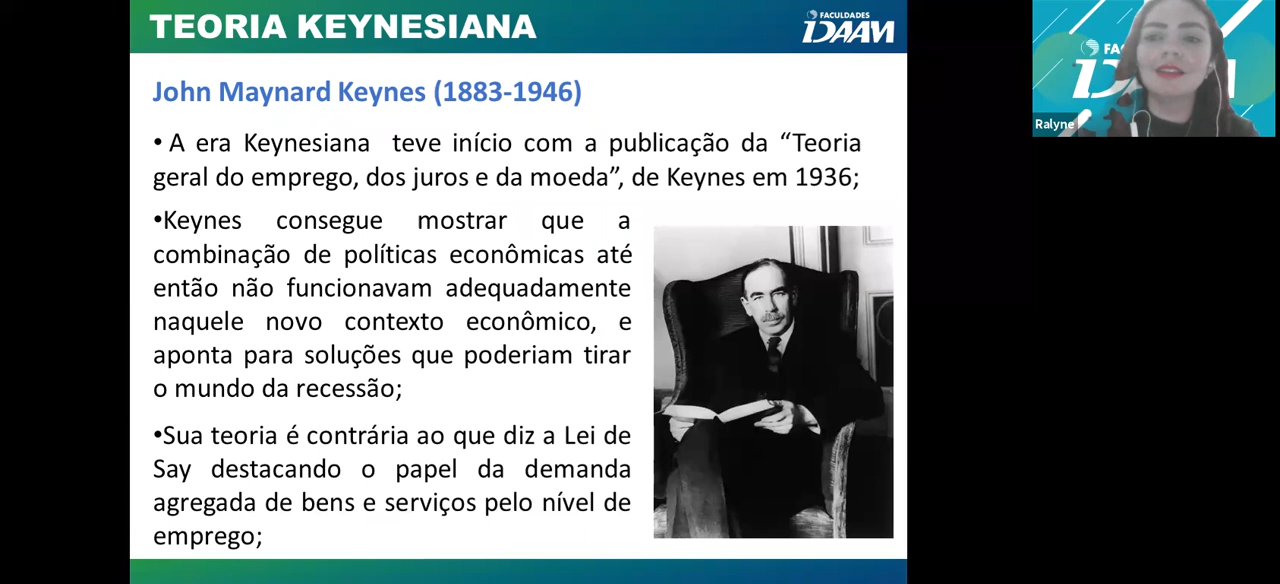 TEORIA KEYNESIANA
FACULDADES
IDAAM
John Maynard Keynes (1883-1946)
• A era Keynesiana teve início com a publicação da “Teoria
geral do emprego, dos juros e da moeda”, de Keynes em 1936;
•Keynes consegue mostrar que a
combinação de políticas econômicas até
então não funcionavam adequadamente
naquele novo contexto econômico, e
aponta para soluções que poderiam tirar
o mundo da recessão;
•Sua teoria é contrária ao que diz a Lei de
Say destacando o papel da demanda
agregada de bens e serviços pelo nível de
emprego;
FA
Ralyne